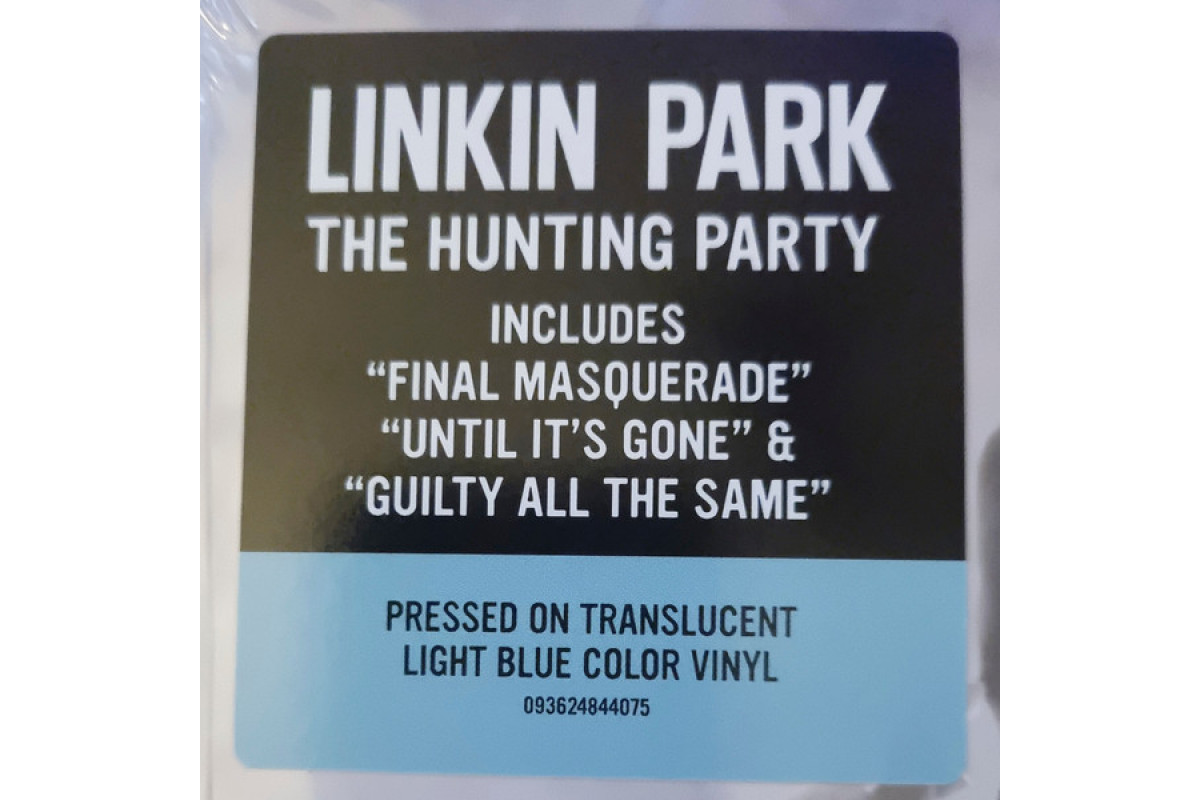 LINKIN PARK
THE HUNTING PARTY
INCLUDES
“FINAL MASQUERADE”
“UNTIL IT’S GONE” &
“GUILTY ALL THE SAME”
PRESSED ON TRANSLUCENT
LIGHT BLUE COLOR VINYL
093624844075